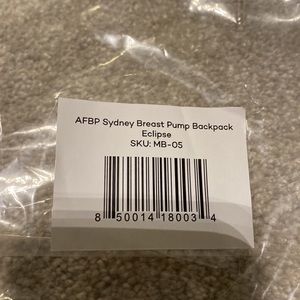 AFBP Sydney Breast Pump Backpack
Eclipse
SKU: MB-05
8 50014 18003 4